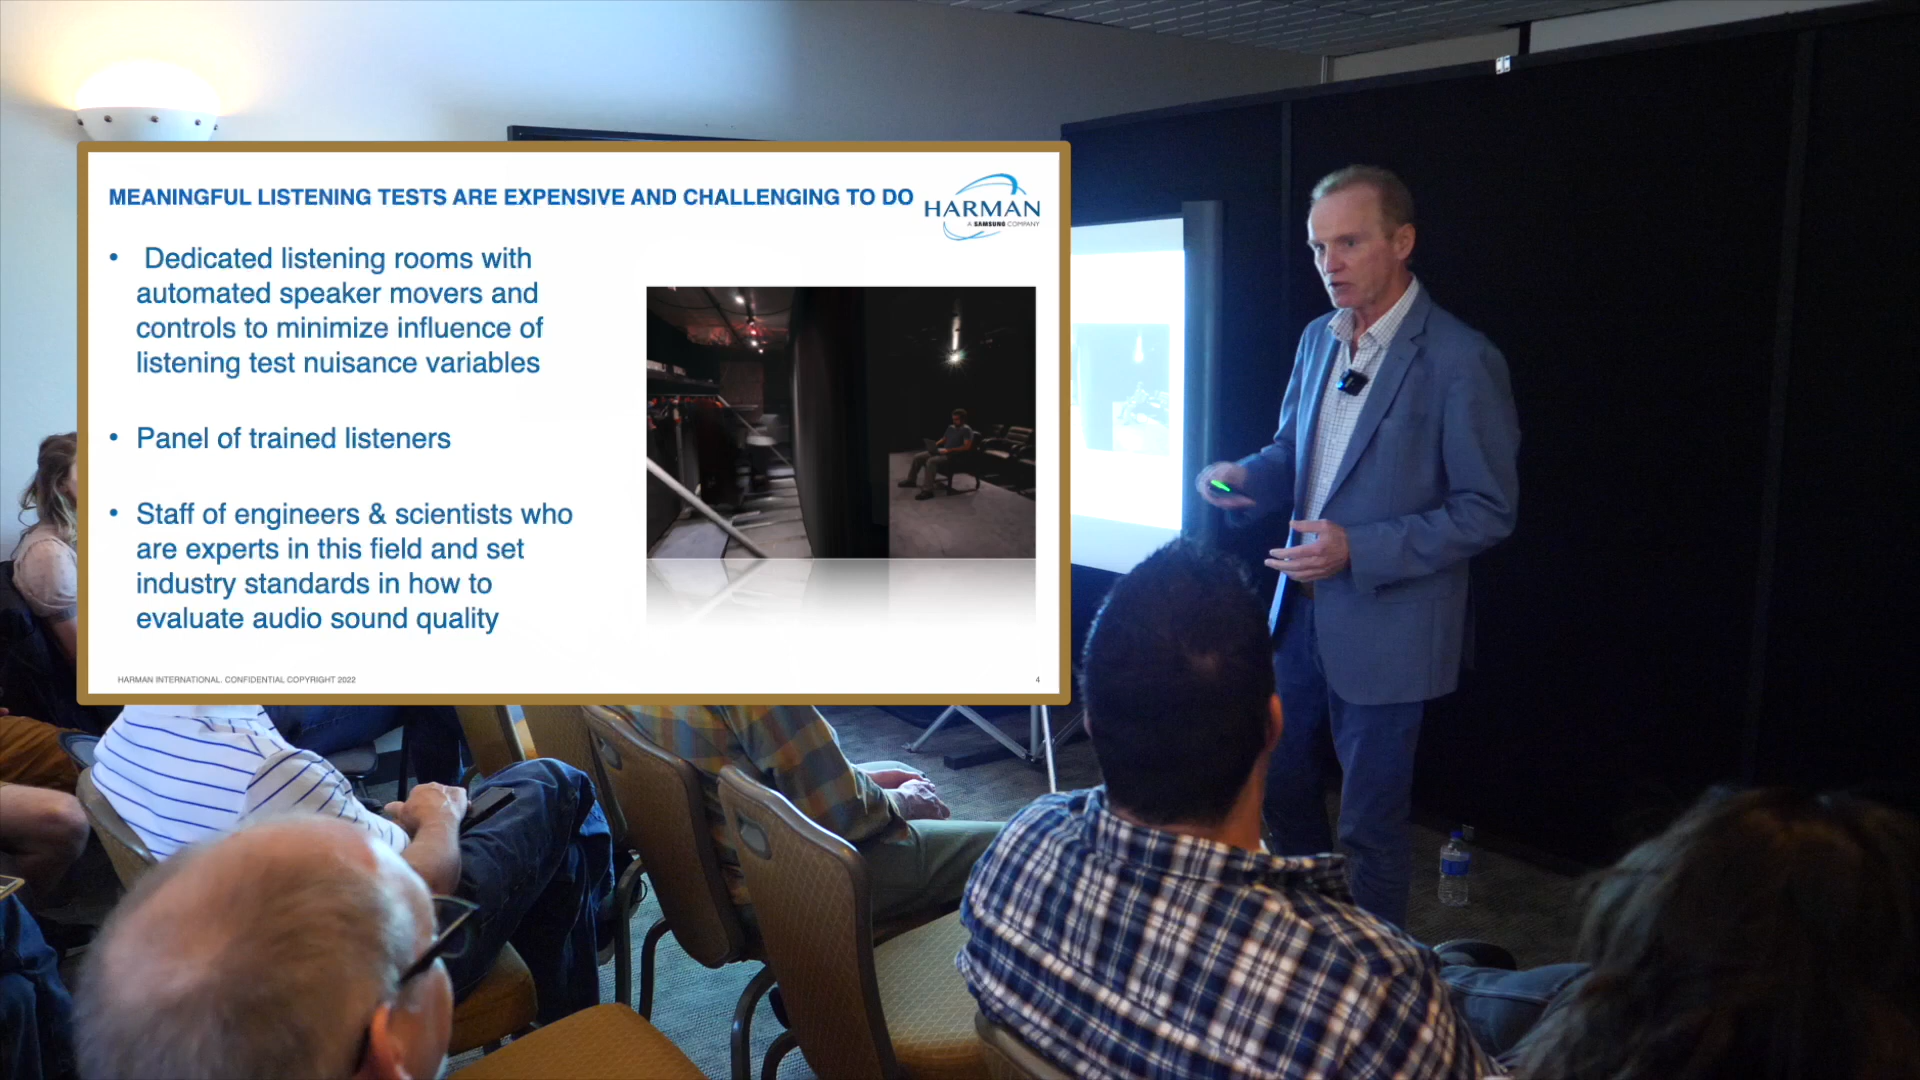 MEANINGFUL LISTENING TESTS ARE EXPENSIVE AND CHALLENGING TO DO
HARMAN
A SAMSUNG COMPANY
• Dedicated listening rooms with
automated speaker movers and
controls to minimize influence of
listening test nuisance variables
• Panel of trained listeners
• Staff of engineers & scientists who
are experts in this field and set
industry standards in how to
evaluate audio sound quality
HARMAN INTERNATIONAL. CONFIDENTIAL COPYRIGHT 2022
4